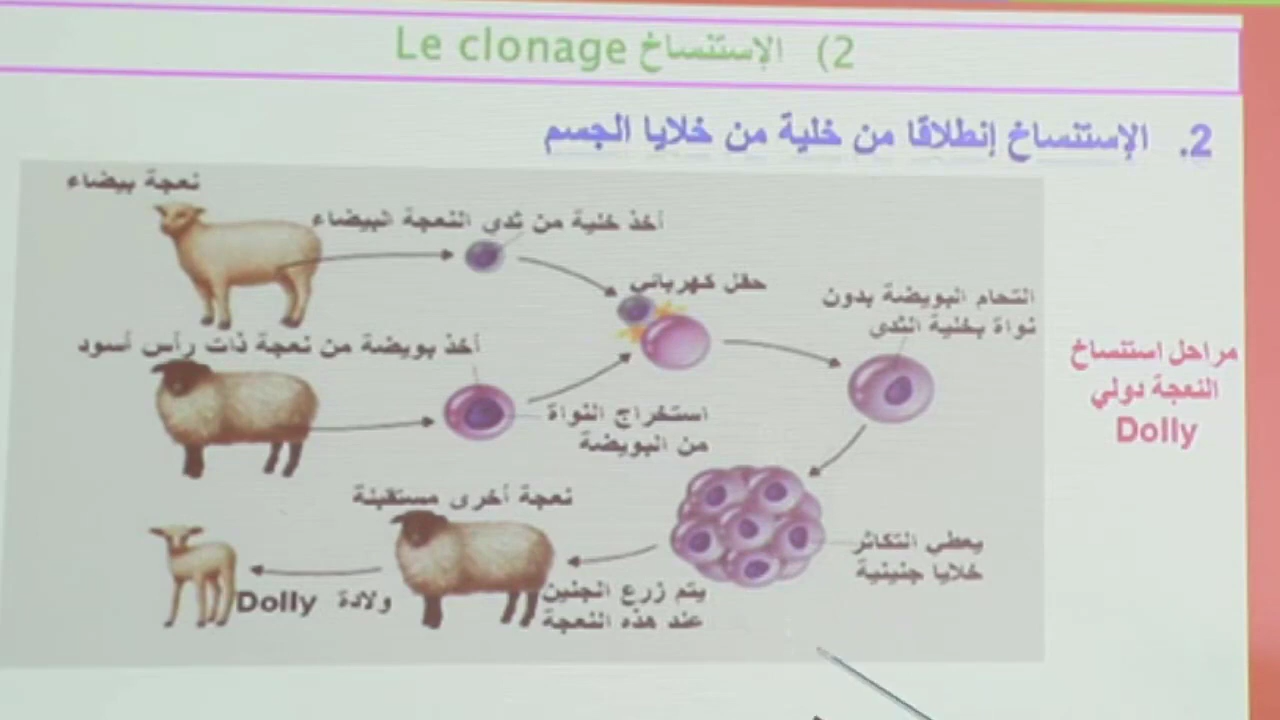 2) الإستنساخ Le clonage
2. الإستنساخ إنطلاقا من خلية من خلايا الجسم
نعجة بيضاء
أخذ خلية من ثدي النعجة البيضاء
حقل كهربائي
التحام البويضة بدون
نواة بخلية الثدي
أخذ بويضة من نعجة ذات رأس أسود
استخراج النواة
من البويضة
مراحل استنساخ
النعجة دولي
Dolly
نعجة أخرى مستقبلة
يعطي التكاثر
خلايا جنينية
يتم زرع الجنين
عند هذه النعجة
ولادة Dolly